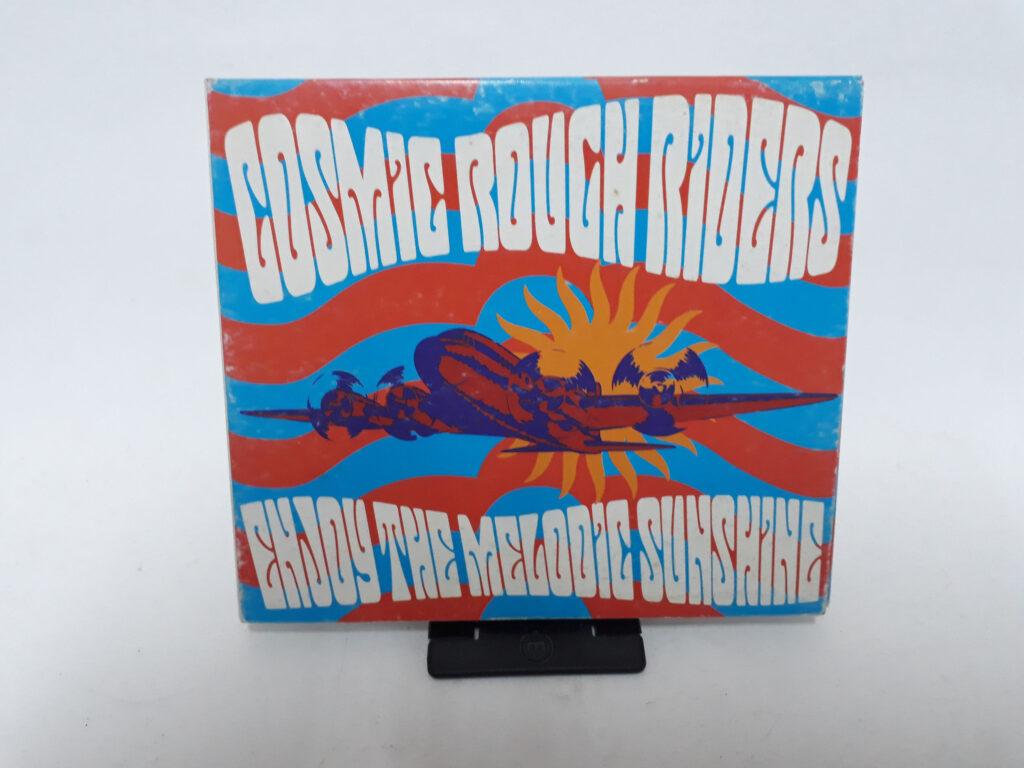 COSMIC ROUGH RIDERS
ENJOY THE MELODIC SUNSHINE